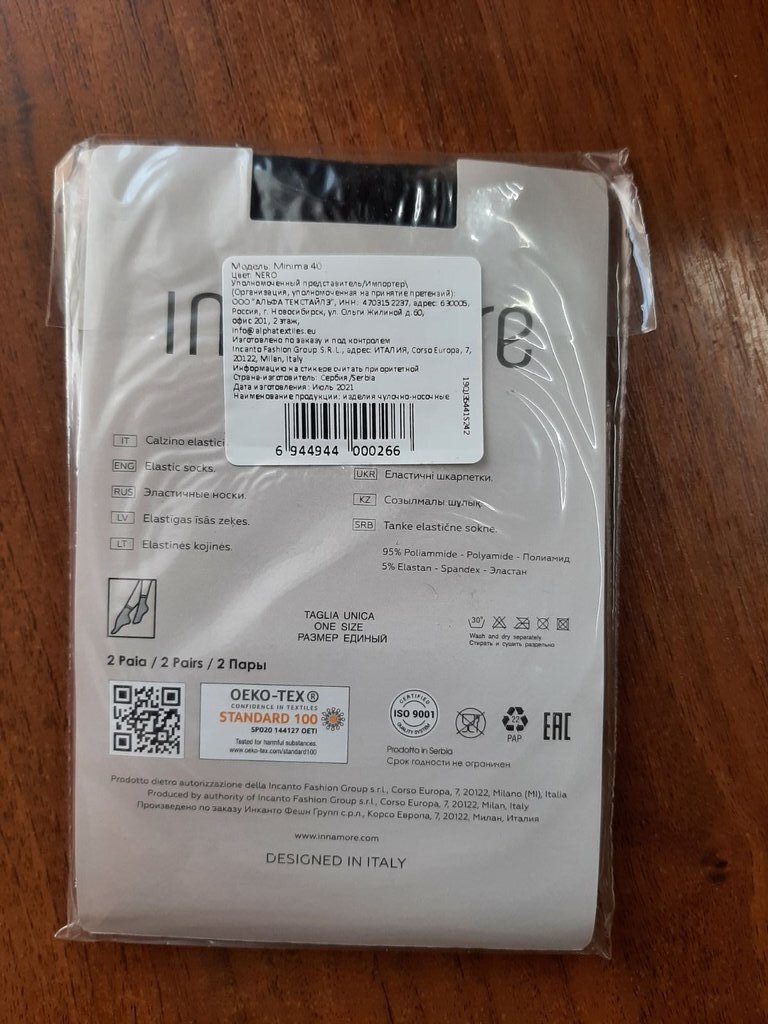 Модель: Minima 40
Цвет: NERO
Уполномоченный представитель/Импортер\
(Организация, уполномоченная на принятие претензий):
ООО "АЛЬФА ТЕКСТАЙЛЗ", ИНН: 470315 2237, адрес: 630005,
Россия, г. Новосибирск, ул. Ольги Жилиной д.60,
офис 201, 2 этаж,
info@alphatextiles.eu
Изготовлено по заказу и под контролем
Incanto Fashion Group S.R.L., адрес: ИТАЛИЯ, Corso Europa, 7,
20122, Milan, Italy
Информацию на стикере считать приоритетной
Страна-изготовитель: Сербия/Serbia
Дата изготовления: Июль 2021
Наименование продукции: изделия чулочно-носочные
6 944944 000266
in re
IT Calzino elastici
ENG Elastic socks.
RUS Эластичные носки.
LV Elastīgas īsās zeķes.
LT Elastinės kojinės.
UKR Еластичні шкарпетки.
KZ Созылмалы шұлық.
SRB Tanke elastične sokne.
95% Poliammide - Polyamide - Полиамид
5% Elastan - Spandex - Эластан
TAGLIA UNICA
ONE SIZE
РАЗМЕР ЕДИНЫЙ
30°
Wash and dry separately
Стирать и сушить раздельно
2 Paia / 2 Pairs / 2 Пары
OEKO-TEX®
CONFIDENCE IN TEXTILES
STANDARD 100
SP020 144127 OETI
Tested for harmful substances.
www.oeko-tex.com/standard100
CERTIFIED
ISO 9001
QUALITY SYSTEM
22
PAP
EAC
Prodotto in Serbia
Срок годности не ограничен
Prodotto dietro autorizzazione della Incanto Fashion Group s.r.l., Corso Europa, 7, 20122, Milano (MI), Italia
Produced by authority of Incanto Fashion Group s.r.l., Corso Europa, 7, 20122, Milan, Italy
Произведено по заказу Инканто Фешн Групп с.р.л., Корсо Европа, 7, 20122, Милан, Италия
www.innamore.com
DESIGNED IN ITALY